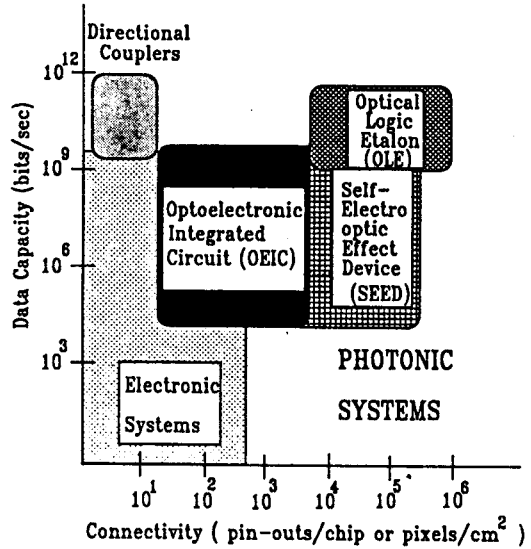 Directional
Couplers
10^12
10^9
10^6
10^3
Data Capacity (bits/sec)
Optical
Logic
Etalon
(OLE)
Optoelectronic
Integrated
Circuit (OEIC)
Self-
Electro
optic
Effect
Device
(SEED)
PHOTONIC
SYSTEMS
Electronic
Systems
10^1 10^2 10^3 10^4 10^5 10^6
Connectivity ( pin-outs/chip or pixels/cm^2 )